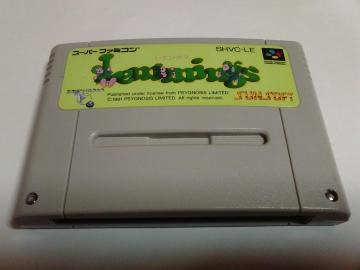 スーパーファミコン
SHVC-LE
Lemmings
レミングス
Published under license from PSYGNOSIS LIMITED
©1991 PSYGNOSIS LIMITED
All rights reserved.
SUNSOFT